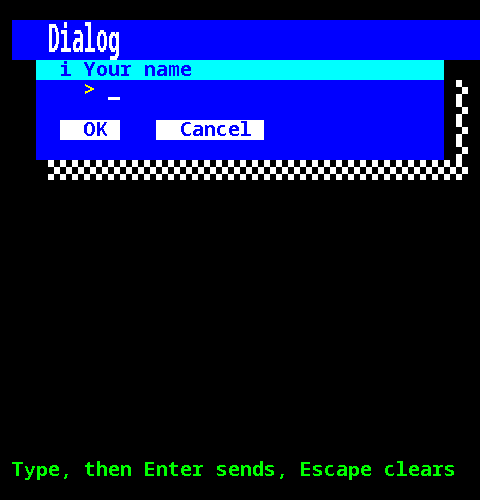 Dialog
i Your name
> _
OK Cancel
Type, then Enter sends, Escape clears